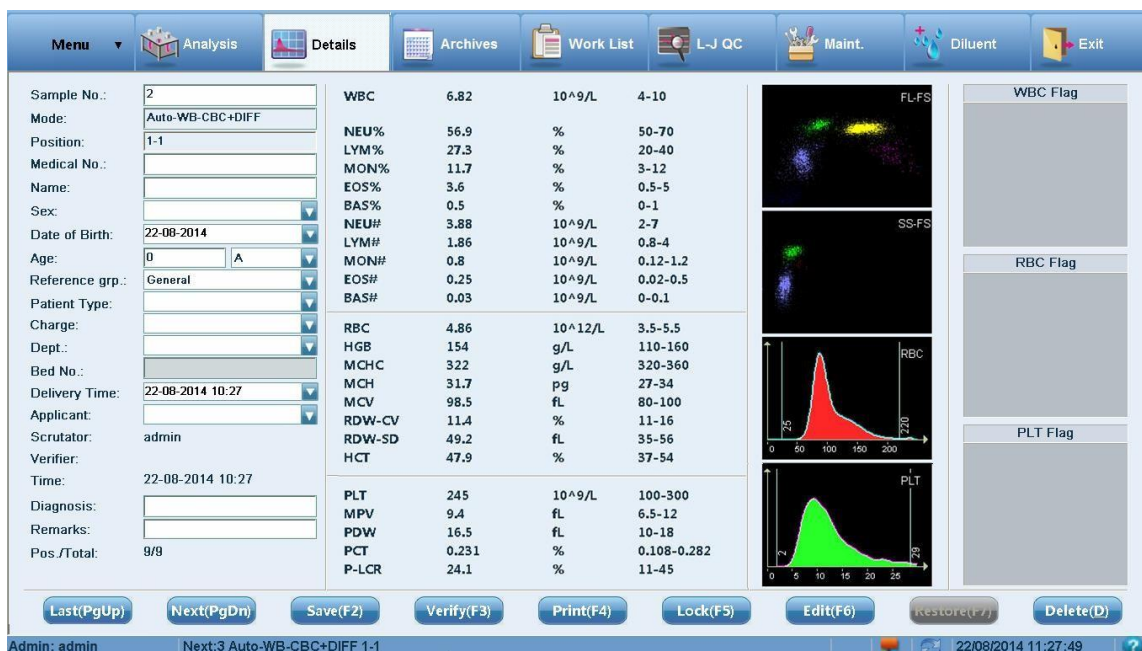 Menu ▼ Analysis Details Archives Work List L-J QC Maint. Diluent Exit
Sample No.: 2
Mode: Auto-WB-CBC+DIFF
Position: 1-1
Medical No.:
Name:
Sex:
Date of Birth: 22-08-2014
Age: 0 A
Reference grp.: General
Patient Type:
Charge:
Dept.:
Bed No.:
Delivery Time: 22-08-2014 10:27
Applicant:
Scrutator: admin
Verifier:
Time: 22-08-2014 10:27
Diagnosis:
Remarks:
Pos./Total: 9/9
WBC 6.82 10^9/L 4-10
NEU% 56.9 % 50-70
LYM% 27.3 % 20-40
MON% 11.7 % 3-12
EOS% 3.6 % 0.5-5
BAS% 0.5 % 0-1
NEU# 3.88 10^9/L 2-7
LYM# 1.86 10^9/L 0.8-4
MON# 0.8 10^9/L 0.12-1.2
EOS# 0.25 10^9/L 0.02-0.5
BAS# 0.03 10^9/L 0-0.1
RBC 4.86 10^12/L 3.5-5.5
HGB 154 g/L 110-160
MCHC 322 g/L 320-360
MCH 31.7 pg 27-34
MCV 98.5 fL 80-100
RDW-CV 11.4 % 11-16
RDW-SD 49.2 fL 35-56
HCT 47.9 % 37-54
PLT 245 10^9/L 100-300
MPV 9.4 fL 6.5-12
PDW 16.5 fL 10-18
PCT 0.231 % 0.108-0.282
P-LCR 24.1 % 11-45
FL-FS
SS-FS
RBC
25 220
0 50 100 150 200
PLT
2 29
0 5 10 15 20 25
WBC Flag
RBC Flag
PLT Flag
Last(PgUp) Next(PgDn) Save(F2) Verify(F3) Print(F4) Lock(F5) Edit(F6) Restore(F7) Delete(D)
Admin: admin Next:3 Auto-WB-CBC+DIFF 1-1 22/08/2014 11:27:49 ?